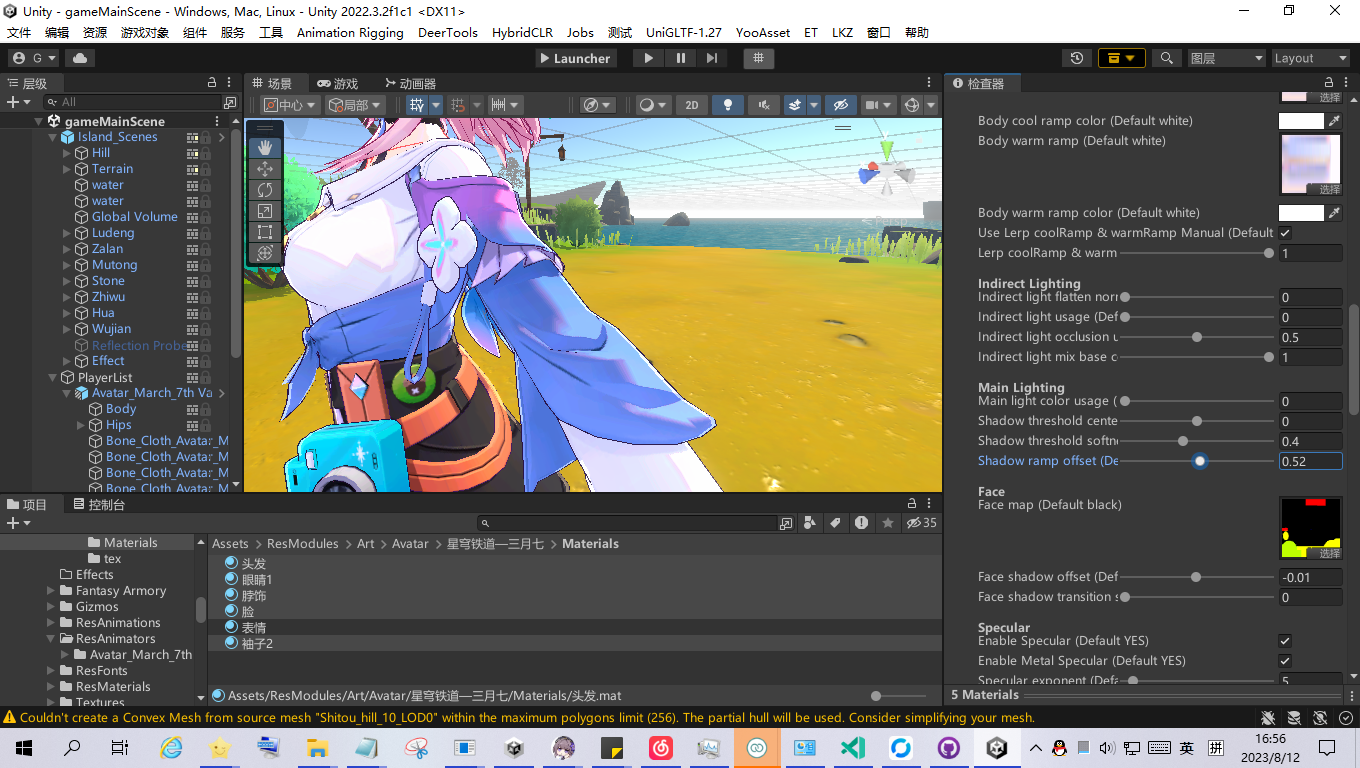 Unity - gameMainScene - Windows, Mac, Linux - Unity 2022.3.2f1c1 <DX11>
文件 编辑 资源 游戏对象 组件 服务 工具 Animation Rigging DeerTools HybridCLR Jobs 测试 UniGLTF-1.27 YooAsset ET LKZ 窗口 帮助
G Launcher 图层 Layout
层级
All
gameMainScene
Island_Scenes
Hill
Terrain
water
water
Global Volume
Ludeng
Zalan
Mutong
Stone
Zhiwu
Hua
Wujian
Reflection Probe
Effect
PlayerList
Avatar_March_7th Va
Body
Hips
Bone_Cloth_Avatar_M
Bone_Cloth_Avatar_M
Bone_Cloth_Avatar_M
Bone_Cloth_Avatar_M
场景 游戏 动画器
中心 局部 2D
y
Persp
检查器
选择
Body cool ramp color (Default white)
Body warm ramp (Default white)
选择
Body warm ramp color (Default white)
Use Lerp coolRamp & warmRamp Manual (Default
Lerp coolRamp & warm 1
Indirect Lighting
Indirect light flatten norr 0
Indirect light usage (Def 0
Indirect light occlusion u 0.5
Indirect light mix base c 1
Main Lighting
Main light color usage ( 0
Shadow threshold cente 0
Shadow threshold softn 0.4
Shadow ramp offset (De 0.52
Face
Face map (Default black)
选择
Face shadow offset (Def -0.01
Face shadow transition s 0
Specular
Enable Specular (Default YES)
Enable Metal Specular (Default YES)
Specular exponent (Defa 5
5 Materials
项目 控制台
35
Materials
tex
Effects
Fantasy Armory
Gizmos
ResAnimations
ResAnimators
Avatar_March_7th
ResFonts
ResMaterials
Textures
Assets > ResModules > Art > Avatar > 星穹铁道—三月七 > Materials
头发
眼睛1
脖饰
脸
表情
袖子2
Assets/ResModules/Art/Avatar/星穹铁道—三月七/Materials/头发.mat
Couldn't create a Convex Mesh from source mesh "Shitou_hill_10_LOD0" within the maximum polygons limit (256). The partial hull will be used. Consider simplifying your mesh.
英 拼 16:56
2023/8/12